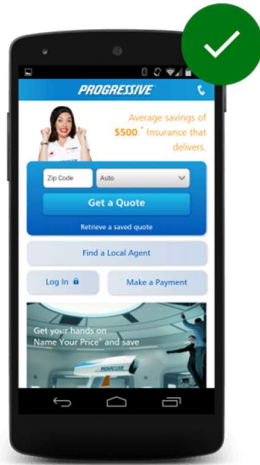 PROGRESSIVE
Average savings of
$500.* Insurance that
delivers.
Zip Code
Auto
Get a Quote
Retrieve a saved quote
Find a Local Agent
Log In
Make a Payment
Get your hands on
Name Your Price® and save
PROGRESSIVE